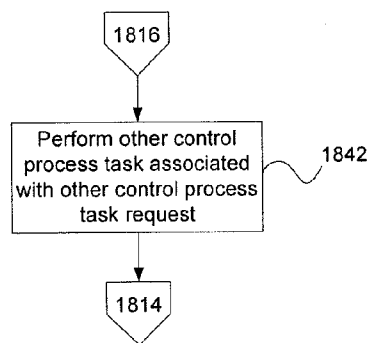 1816
Perform other control
process task associated
with other control process
task request
1842
1814